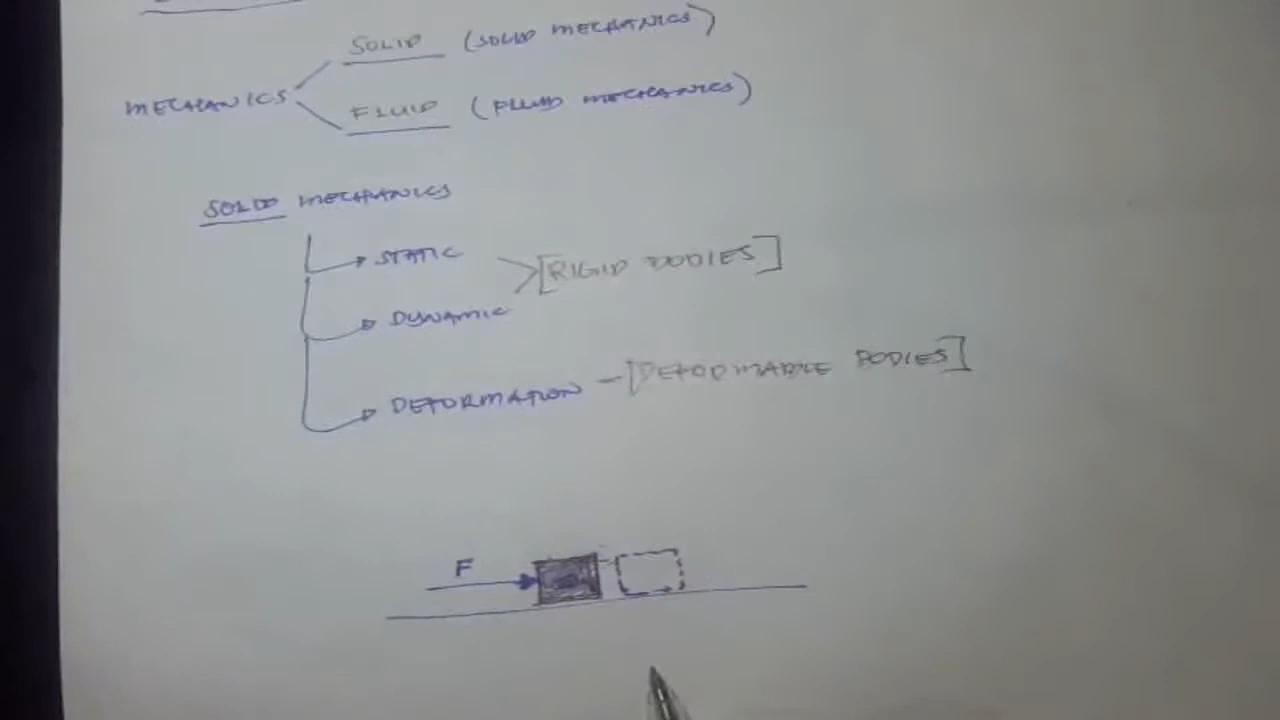 SOLID (SOLID MECHANICS)
MECHANICS
FLUID (FLUID MECHANICS)
SOLID MECHANICS
STATIC
[RIGID BODIES]
DYNAMIC
DEFORMATION - [DEFORMABLE BODIES]
F